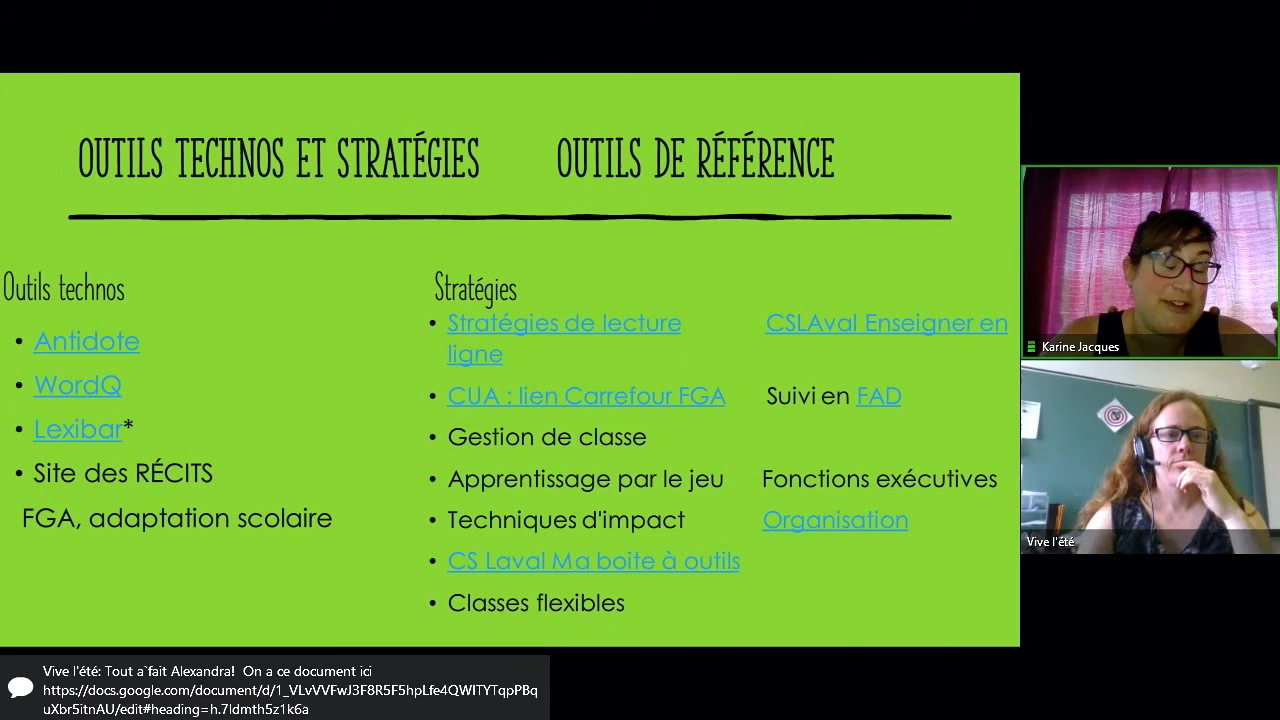 OUTILS TECHNOS ET STRATÉGIES OUTILS DE RÉFÉRENCE
Outils technos
• Antidote
• WordQ
• Lexibar*
• Site des RÉCITS
FGA, adaptation scolaire
Stratégies
• Stratégies de lecture CSLAval Enseigner en
ligne
• CUA : lien Carrefour FGA Suivi en FAD
• Gestion de classe
• Apprentissage par le jeu Fonctions exécutives
• Techniques d'impact Organisation
• CS Laval Ma boite à outils
• Classes flexibles
Karine Jacques
Vive l'été
Vive l'été: Tout a`fait Alexandra! On a ce document ici
https://docs.google.com/document/d/1_VLvVVFwJ3F8R5F5hpLfe4QWITYTqpPBq
uXbr5itnAU/edit#heading=h.7ldmth5z1k6a